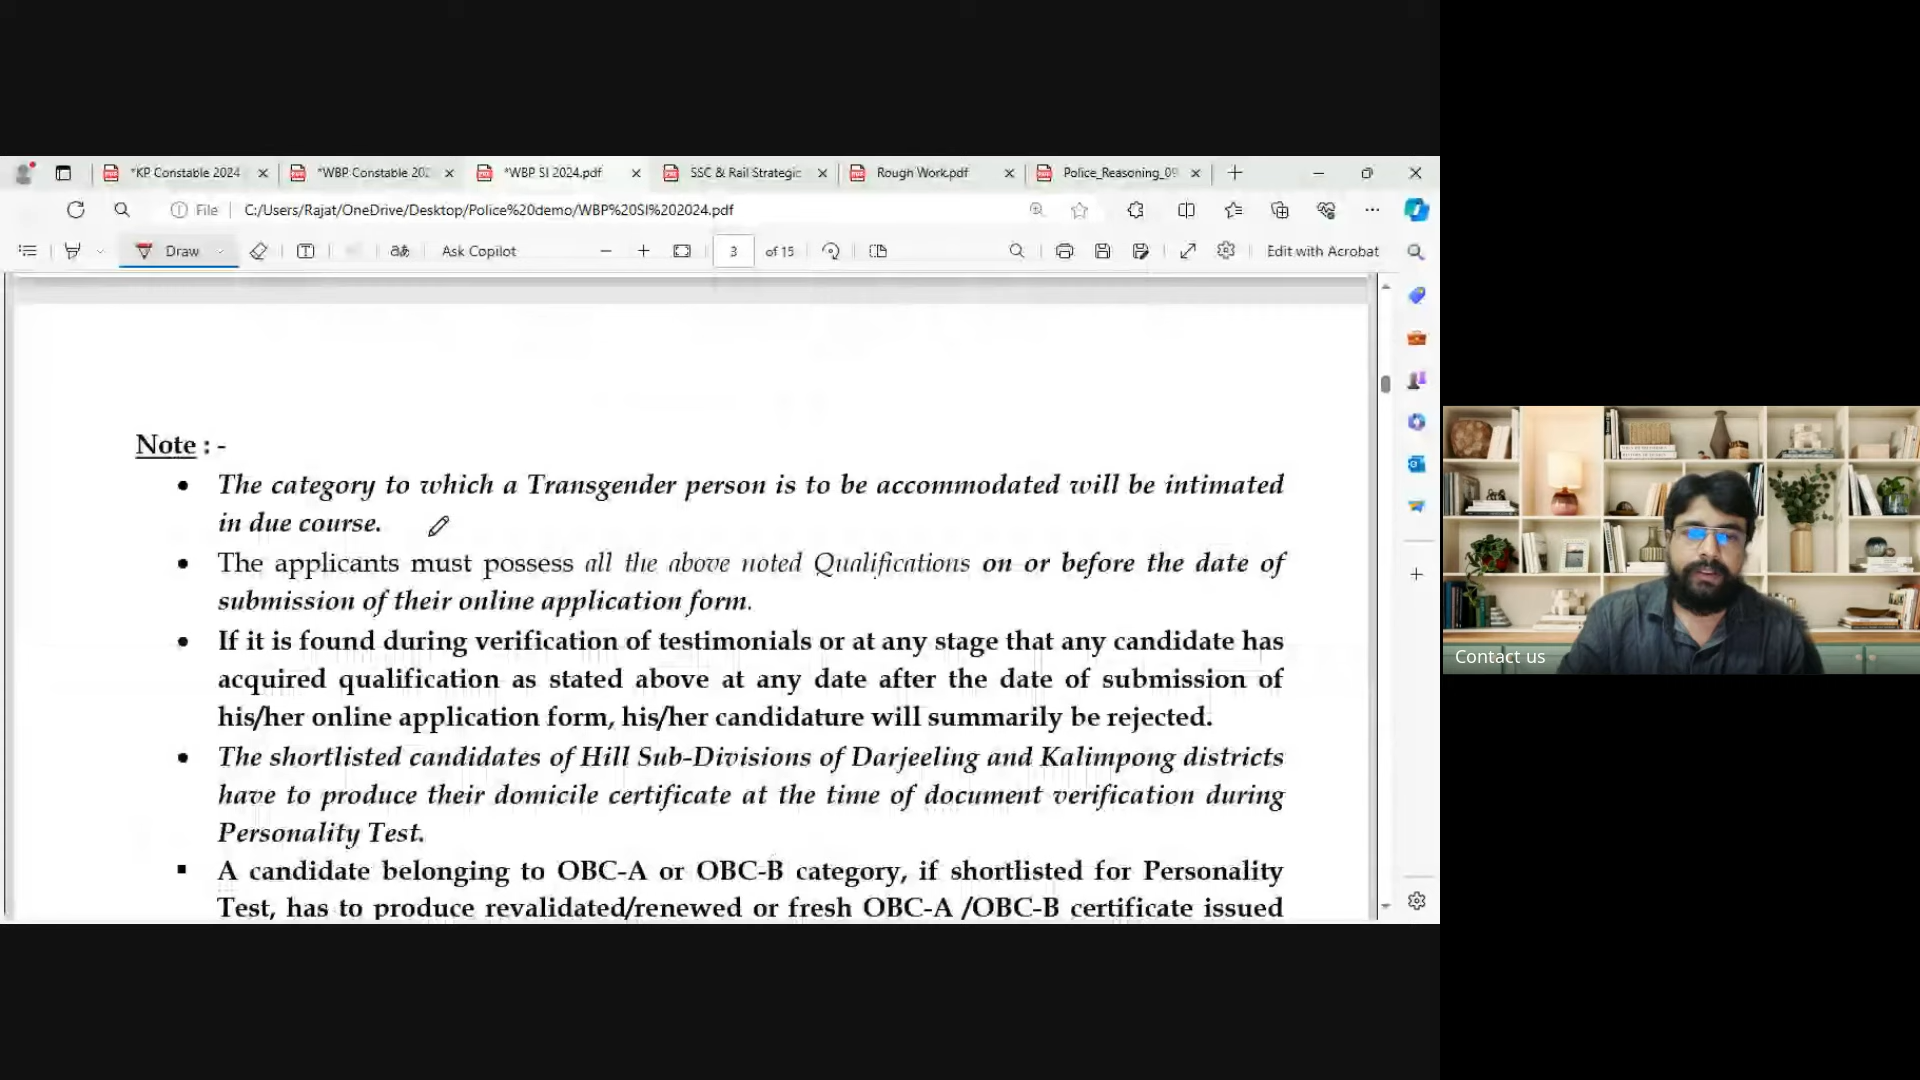 *KP Constable 2024
*WBP Constable 202
*WBP SI 2024.pdf
SSC & Rail Strategic
Rough Work.pdf
Police_Reasoning_09
File
C:/Users/Rajat/OneDrive/Desktop/Police%20demo/WBP%20SI%202024.pdf
Draw
aあ
Ask Copilot
3
of 15
Edit with Acrobat
Note : -
• The category to which a Transgender person is to be accommodated will be intimated
in due course.
• The applicants must possess all the above noted Qualifications on or before the date of
submission of their online application form.
• If it is found during verification of testimonials or at any stage that any candidate has
acquired qualification as stated above at any date after the date of submission of
his/her online application form, his/her candidature will summarily be rejected.
• The shortlisted candidates of Hill Sub-Divisions of Darjeeling and Kalimpong districts
have to produce their domicile certificate at the time of document verification during
Personality Test.
▪ A candidate belonging to OBC-A or OBC-B category, if shortlisted for Personality
Test, has to produce revalidated/renewed or fresh OBC-A /OBC-B certificate issued
Contact us